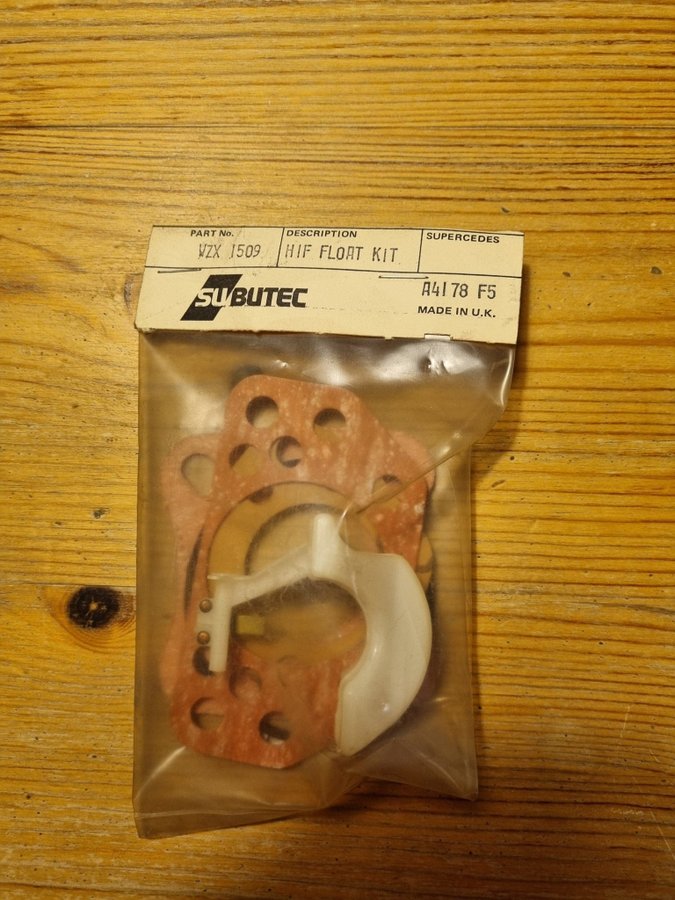 PART No. DESCRIPTION SUPERCEDES
WZX 1509 HIF FLOAT KIT
SUBUTEC A4178 F5
MADE IN U.K.